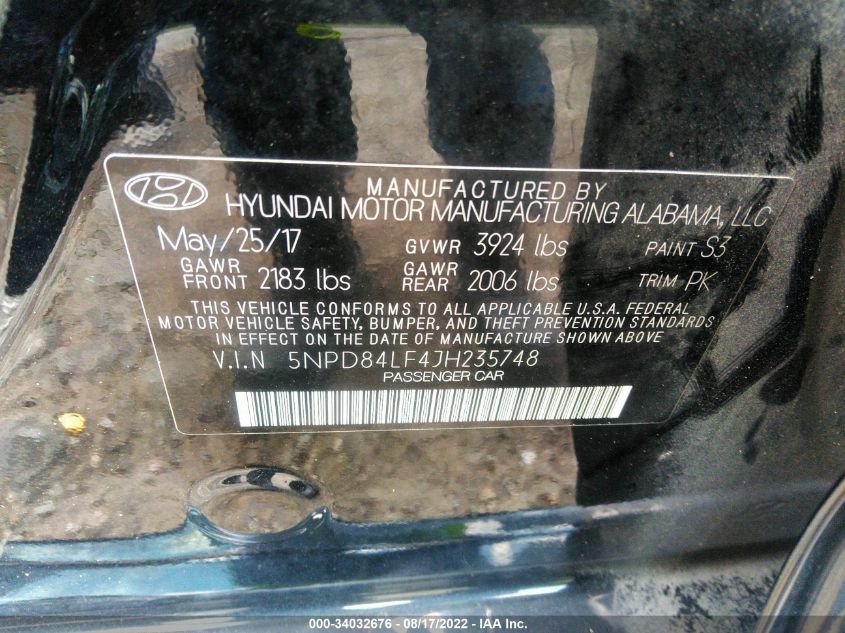 MANUFACTURED BY
HYUNDAI MOTOR MANUFACTURING ALABAMA, LLC
May/25/17 GVWR 3924 lbs PAINT S3
GAWR FRONT 2183 lbs GAWR REAR 2006 lbs TRIM PK
THIS VEHICLE CONFORMS TO ALL APPLICABLE U.S.A. FEDERAL
MOTOR VEHICLE SAFETY, BUMPER, AND THEFT PREVENTION STANDARDS
IN EFFECT ON THE DATE OF MANUFACTURE SHOWN ABOVE
V.I.N 5NPD84LF4JH235748
PASSENGER CAR
000-34032676 - 08/17/2022 - IAA Inc.